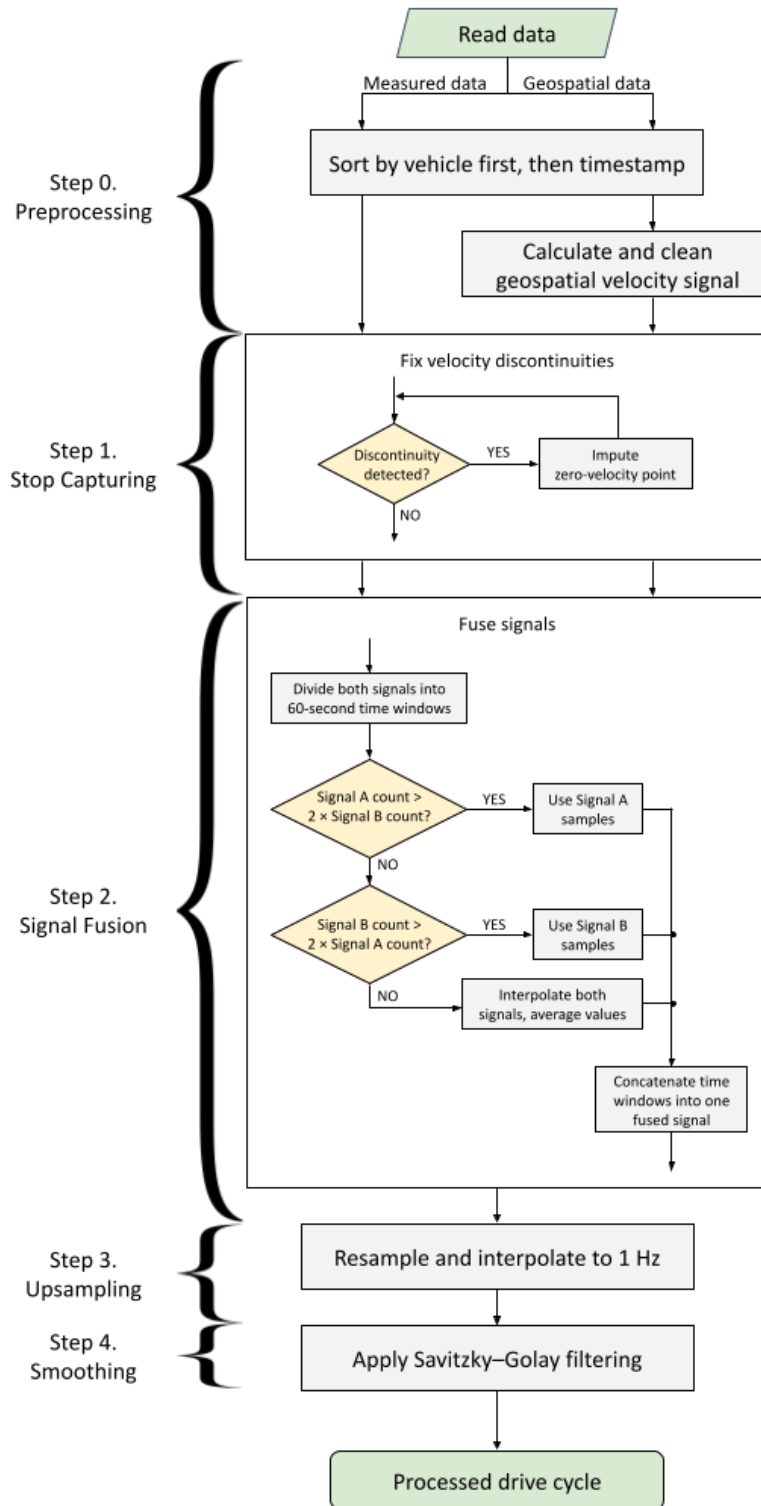 Read data
Measured data
Geospatial data
Step 0.
Preprocessing
Sort by vehicle first, then timestamp
Calculate and clean
geospatial velocity signal
Step 1.
Stop Capturing
Fix velocity discontinuities
Discontinuity
detected?
YES
Impute
zero-velocity point
NO
Step 2.
Signal Fusion
Fuse signals
Divide both signals into
60-second time windows
Signal A count >
2 × Signal B count?
YES
Use Signal A
samples
NO
Signal B count >
2 × Signal A count?
YES
Use Signal B
samples
NO
Interpolate both
signals, average values
Concatenate time
windows into one
fused signal
Step 3.
Upsampling
Resample and interpolate to 1 Hz
Step 4.
Smoothing
Apply Savitzky–Golay filtering
Processed drive cycle